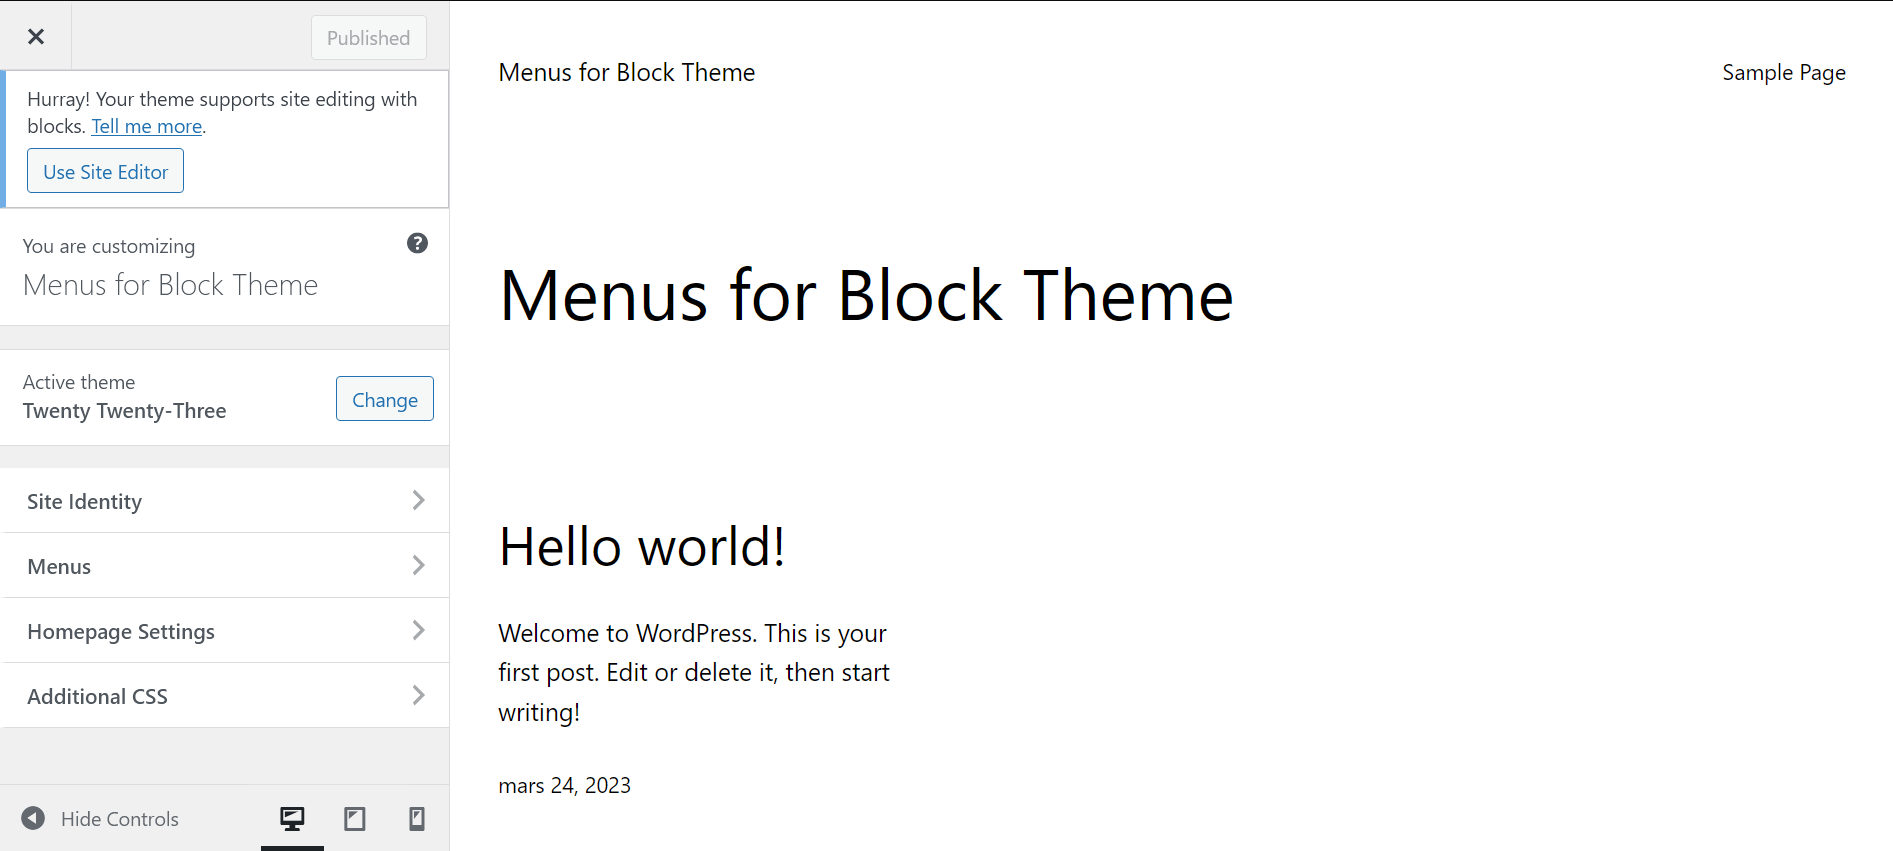 Published
Hurray! Your theme supports site editing with
blocks. Tell me more.
Use Site Editor
You are customizing
Menus for Block Theme
Active theme
Twenty Twenty-Three
Change
Site Identity
Menus
Homepage Settings
Additional CSS
Hide Controls
Menus for Block Theme
Sample Page
Menus for Block Theme
Hello world!
Welcome to WordPress. This is your
first post. Edit or delete it, then start
writing!
mars 24, 2023